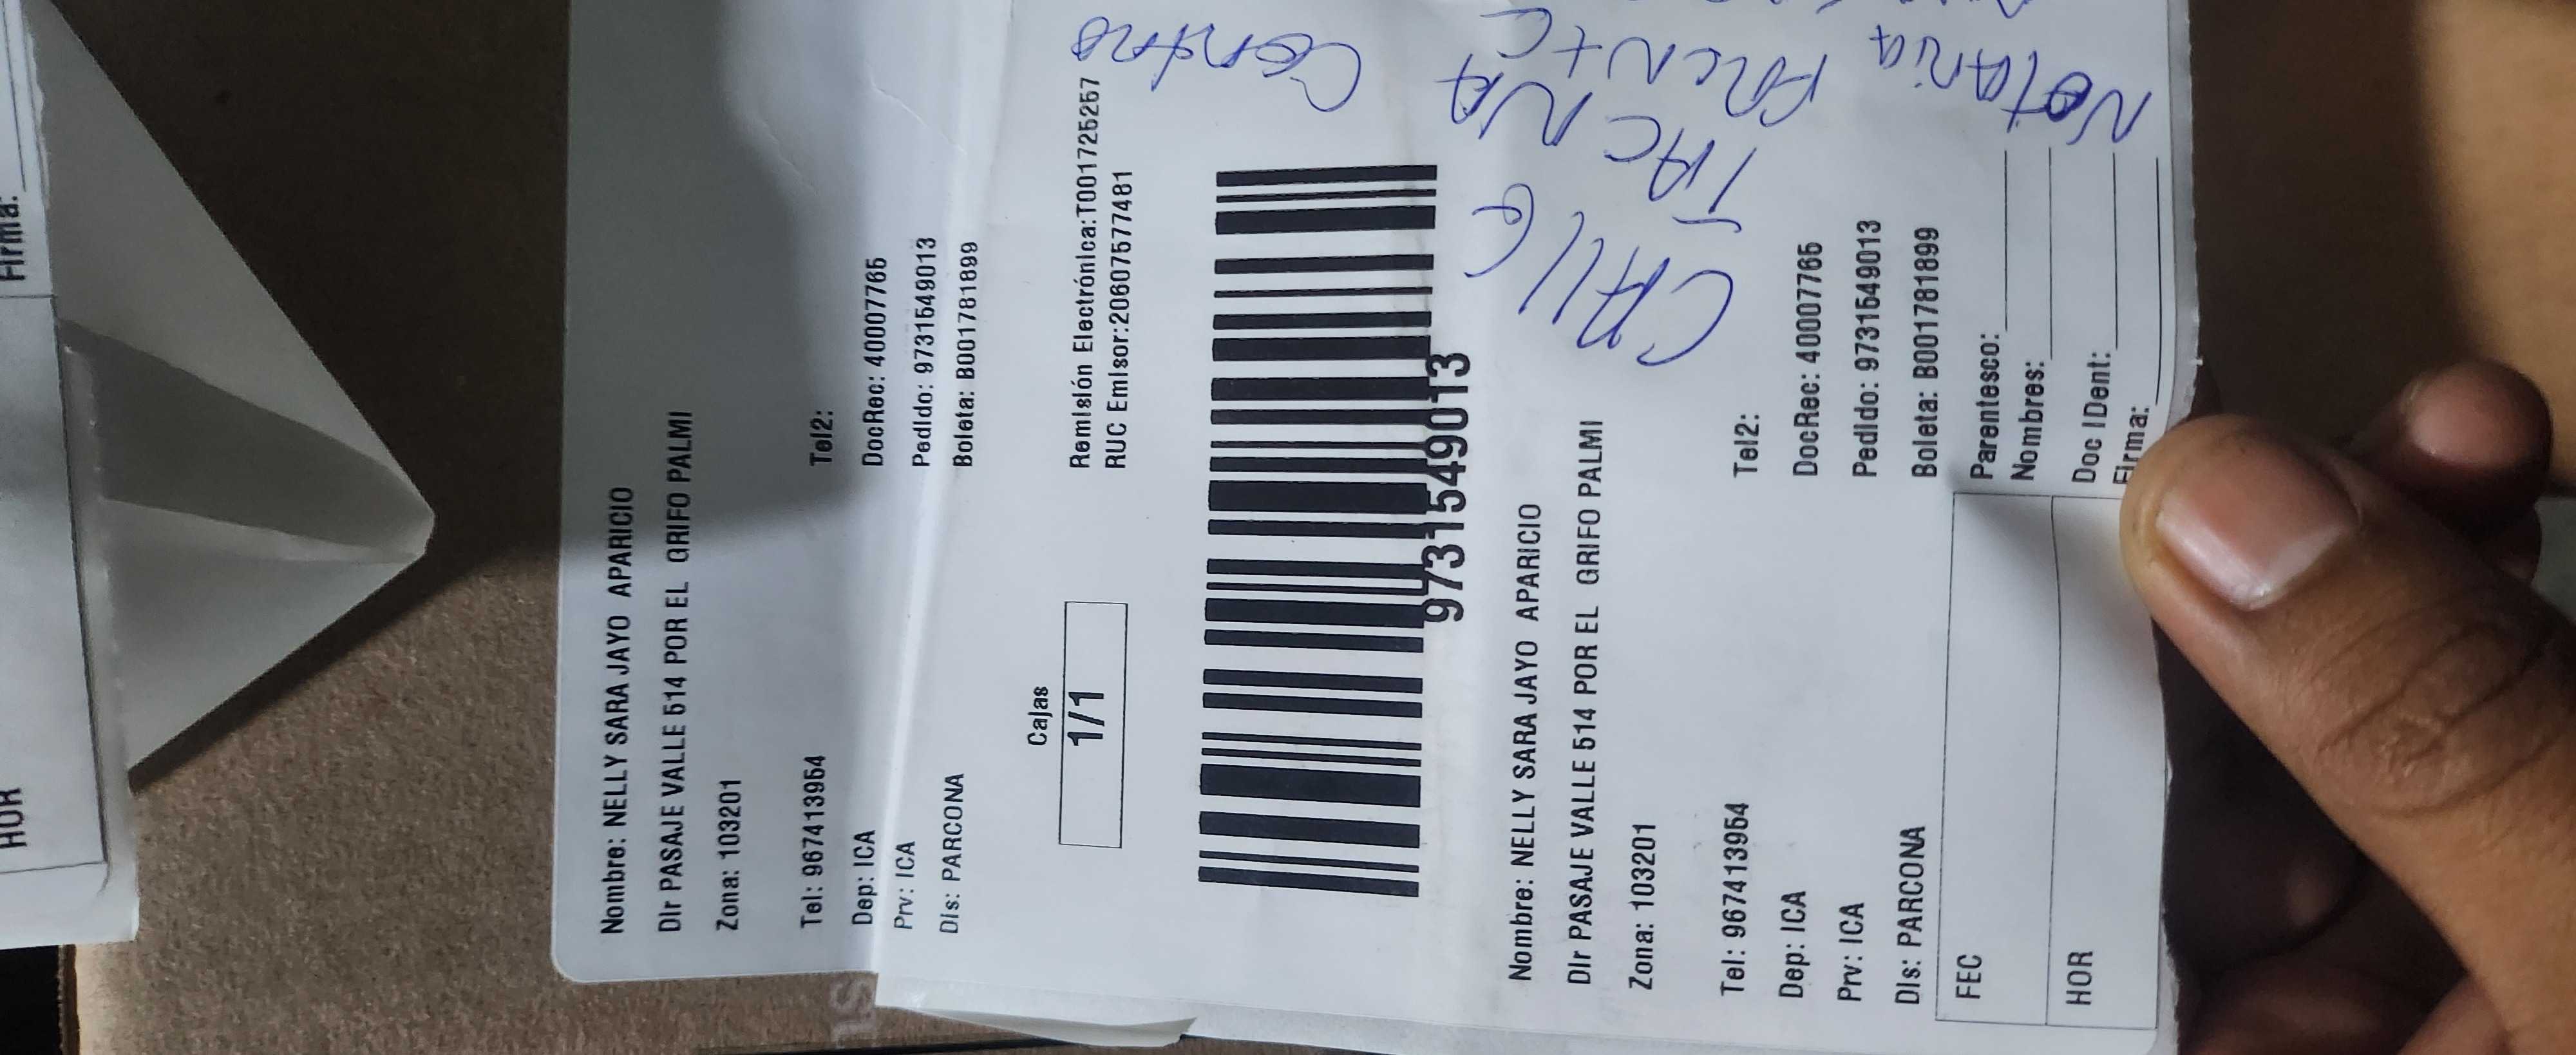 Firma:
HOR
Nombre: NELLY SARA JAYO APARICIO
DIr PASAJE VALLE 514 POR EL GRIFO PALMI
Zona: 103201
Tel: 967413954 Tel2:
Dep: ICA DocRec: 40007765
Prv: ICA Pedido: 9731549013
DIs: PARCONA Boleta: B001781899
Cajas
1/1
Remisión Electrónica:T001725257
RUC Emisor:20607577481
Centro
9731549013
Nombre: NELLY SARA JAYO APARICIO
DIr PASAJE VALLE 514 POR EL GRIFO PALMI
Zona: 103201
CALLE
TACNA
Tel: 967413954 Tel2:
Dep: ICA DocRec: 40007765
Prv: ICA Pedido: 9731549013
DIs: PARCONA Boleta: B001781899
FEC
HOR
Parentesco:
Nombres:
Doc IDent:
Firma:
Notaria